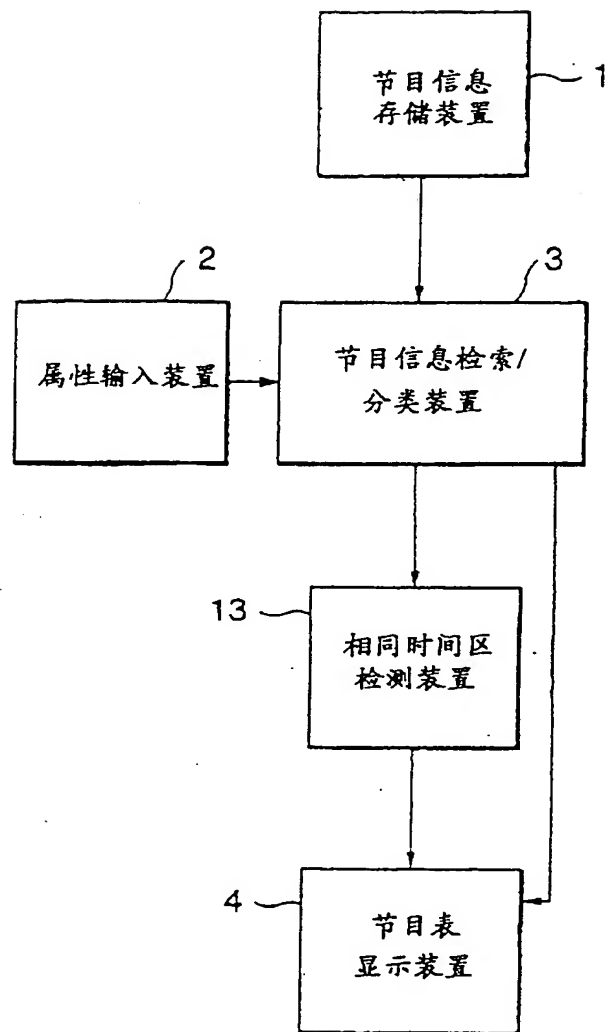 节目信息
存储装置
1
2
属性输入装置
3
节目信息检索/
分类装置
13
相同时间区
检测装置
4
节目表
显示装置